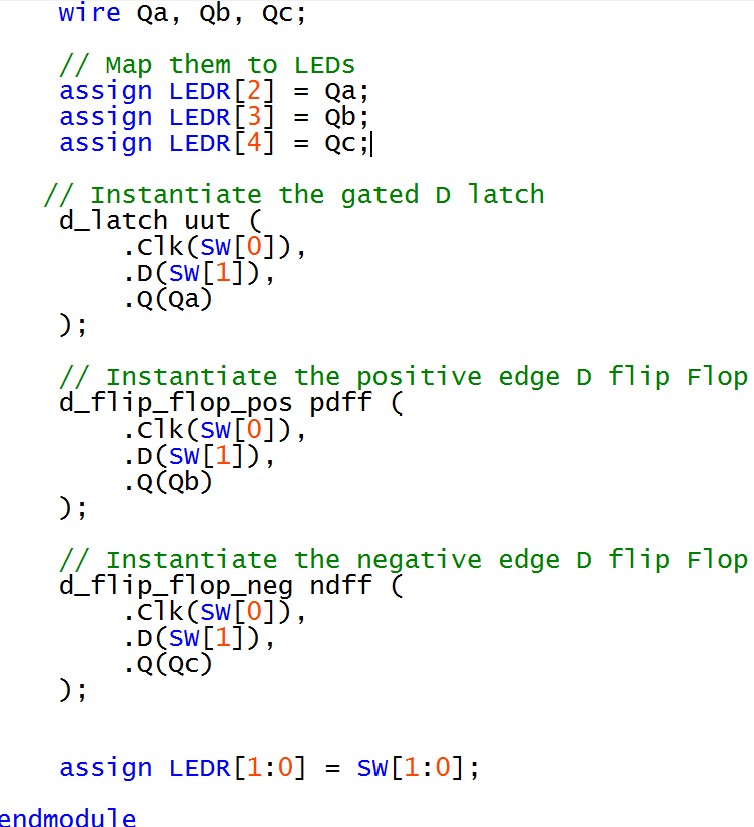 wire Qa, Qb, Qc;
// Map them to LEDs
assign LEDR[2] = Qa;
assign LEDR[3] = Qb;
assign LEDR[4] = Qc;
// Instantiate the gated D latch
d_latch uut (
.Clk(SW[0]),
.D(SW[1]),
.Q(Qa)
);
// Instantiate the positive edge D flip Flop
d_flip_flop_pos pdff (
.Clk(SW[0]),
.D(SW[1]),
.Q(Qb)
);
// Instantiate the negative edge D flip Flop
d_flip_flop_neg ndff (
.Clk(SW[0]),
.D(SW[1]),
.Q(Qc)
);
assign LEDR[1:0] = SW[1:0];
endmodule